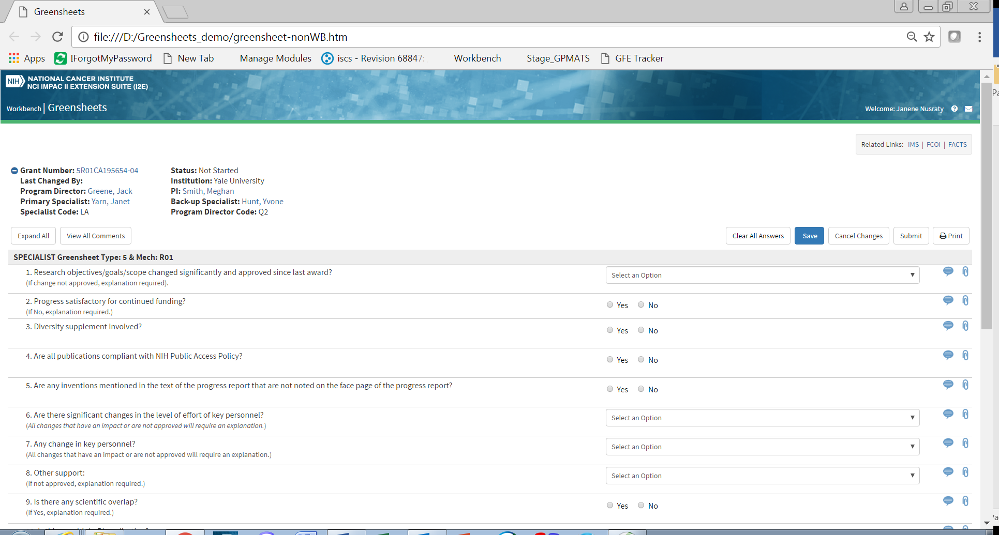 Greensheets
file:///D:/Greensheets_demo/greensheet-nonWB.htm
Apps IForgotMyPassword New Tab Manage Modules iscs - Revision 68847: Workbench Stage_GPMATS GFE Tracker
NIH NATIONAL CANCER INSTITUTE
NCI IMPAC II EXTENSION SUITE (I2E)
Workbench | Greensheets
Welcome: Janene Nusraty
Related Links: IMS | FCOI | FACTS
Grant Number: 5R01CA195654-04 Status: Not Started
Last Changed By: Institution: Yale University
Program Director: Greene, Jack PI: Smith, Meghan
Primary Specialist: Yarn, Janet Back-up Specialist: Hunt, Yvone
Specialist Code: LA Program Director Code: Q2
Expand All View All Comments Clear All Answers Save Cancel Changes Submit Print
SPECIALIST Greensheet Type: 5 & Mech: R01
1. Research objectives/goals/scope changed significantly and approved since last award? Select an Option
(If change not approved, explanation required).
2. Progress satisfactory for continued funding? Yes No
(If No, explanation required.)
3. Diversity supplement involved? Yes No
4. Are all publications compliant with NIH Public Access Policy? Yes No
5. Are any inventions mentioned in the text of the progress report that are not noted on the face page of the progress report? Yes No
6. Are there significant changes in the level of effort of key personnel? Select an Option
(All changes that have an impact or are not approved will require an explanation.)
7. Any change in key personnel? Select an Option
(All changes that have an impact or are not approved will require an explanation.)
8. Other support: Select an Option
(If not approved, explanation required.)
9. Is there any scientific overlap? Yes No
(If Yes, explanation required.)